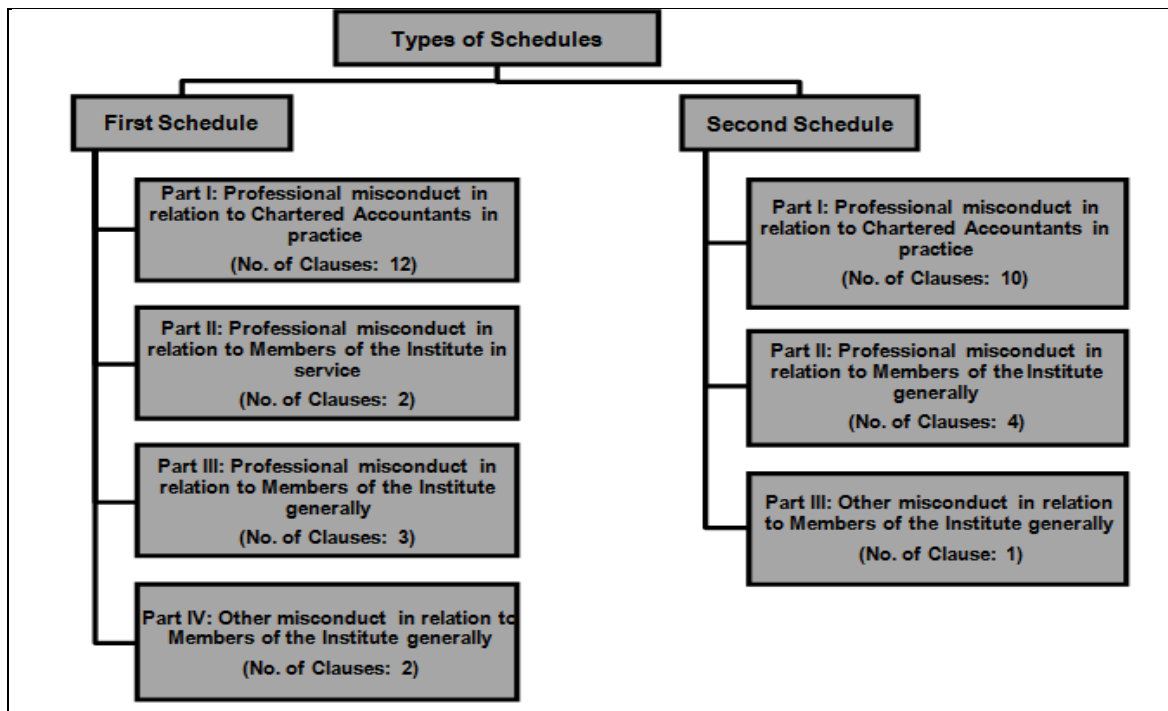 Types of Schedules
First Schedule
Part I: Professional misconduct in
relation to Chartered Accountants in
practice
(No. of Clauses: 12)
Part II: Professional misconduct in
relation to Members of the Institute in
service
(No. of Clauses: 2)
Part III: Professional misconduct in
relation to Members of the Institute
generally
(No. of Clauses: 3)
Part IV: Other misconduct in relation to
Members of the Institute generally
(No. of Clauses: 2)
Second Schedule
Part I: Professional misconduct in
relation to Chartered Accountants in
practice
(No. of Clauses: 10)
Part II: Professional misconduct in
relation to Members of the Institute
generally
(No. of Clauses: 4)
Part III: Other misconduct in relation
to Members of the Institute generally
(No. of Clause: 1)